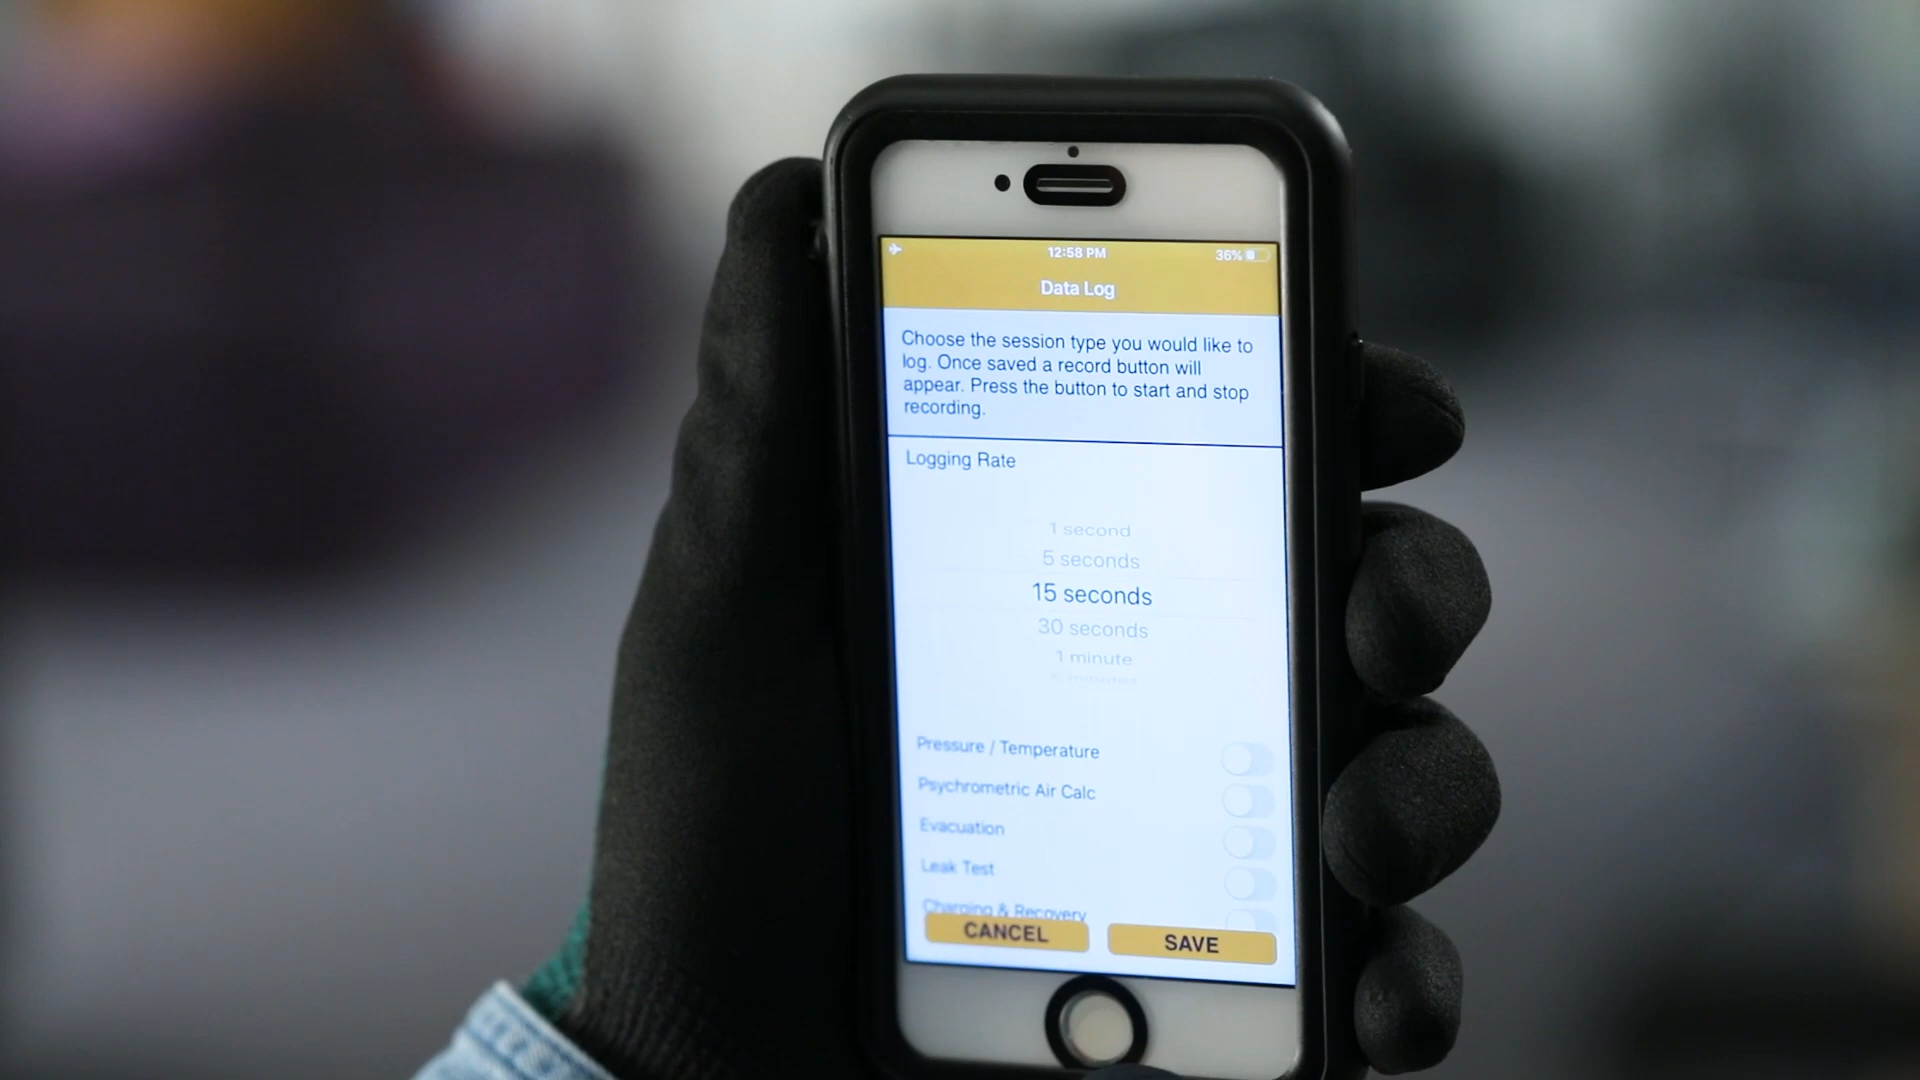 12:58 PM
36%
Data Log
Choose the session type you would like to
log. Once saved a record button will
appear. Press the button to start and stop
recording.
Logging Rate
1 second
5 seconds
15 seconds
30 seconds
1 minute
minutes
Pressure / Temperature
Psychrometric Air Calc
Evacuation
Leak Test
Charging & Recovery
CANCEL
SAVE